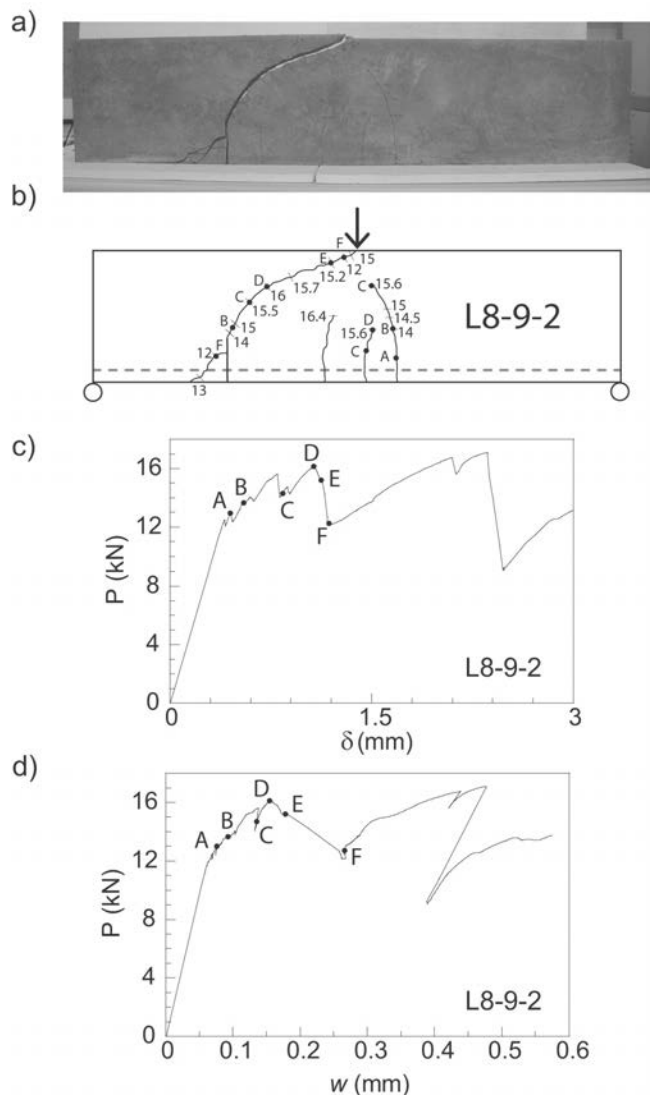 a)
b)
F
E
15
12
15.2
D
15.7
16
C
15.5
B
15
14
F
12
13
C
15.6
15
14.5
B
14
16.4
15.6
D
C
A
L8-9-2
c)
16
12
8
4
0
P (kN)
A
B
C
D
E
F
L8-9-2
0
1.5
3
δ (mm)
d)
16
12
8
4
0
P (kN)
A
B
C
D
E
F
L8-9-2
0
0.1
0.2
0.3
0.4
0.5
0.6
w (mm)